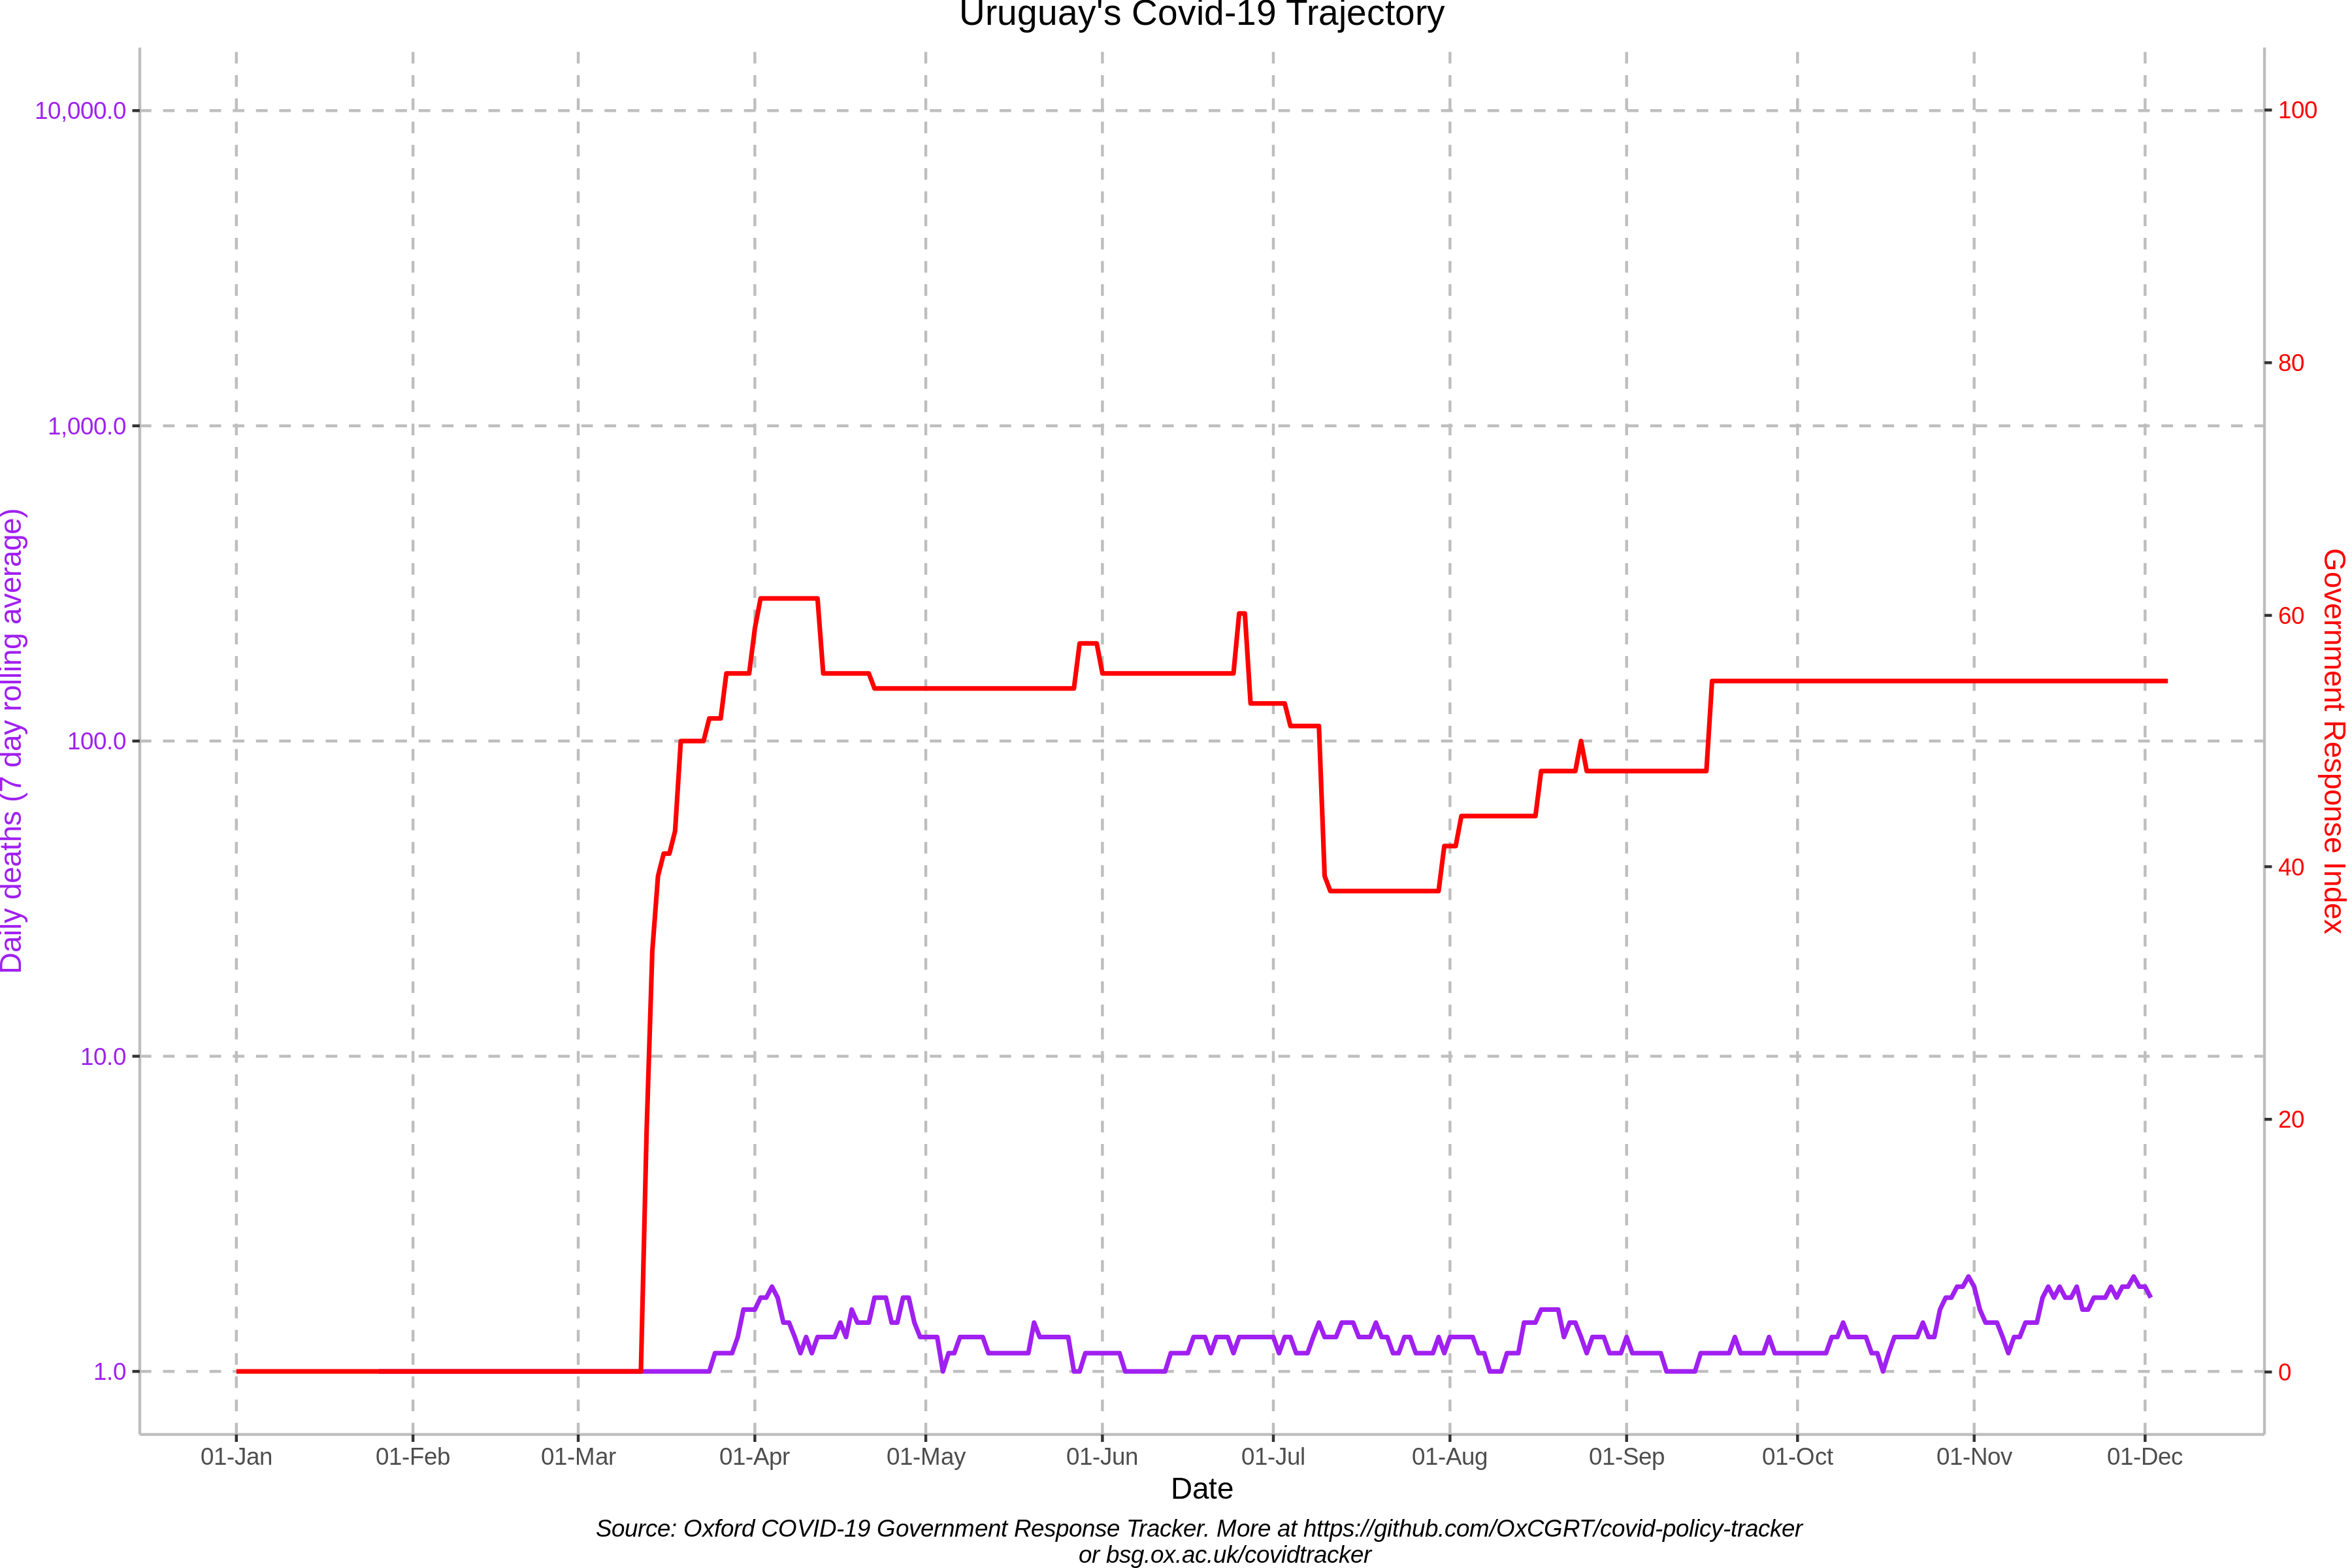 Uruguay's Covid-19 Trajectory
10,000.0
1,000.0
100.0
10.0
1.0
Daily deaths (7 day rolling average)
100
80
60
40
20
0
Government Response Index
01-Jan 01-Feb 01-Mar 01-Apr 01-May 01-Jun 01-Jul 01-Aug 01-Sep 01-Oct 01-Nov 01-Dec
Date
Source: Oxford COVID-19 Government Response Tracker. More at https://github.com/OxCGRT/covid-policy-tracker
or bsg.ox.ac.uk/covidtracker